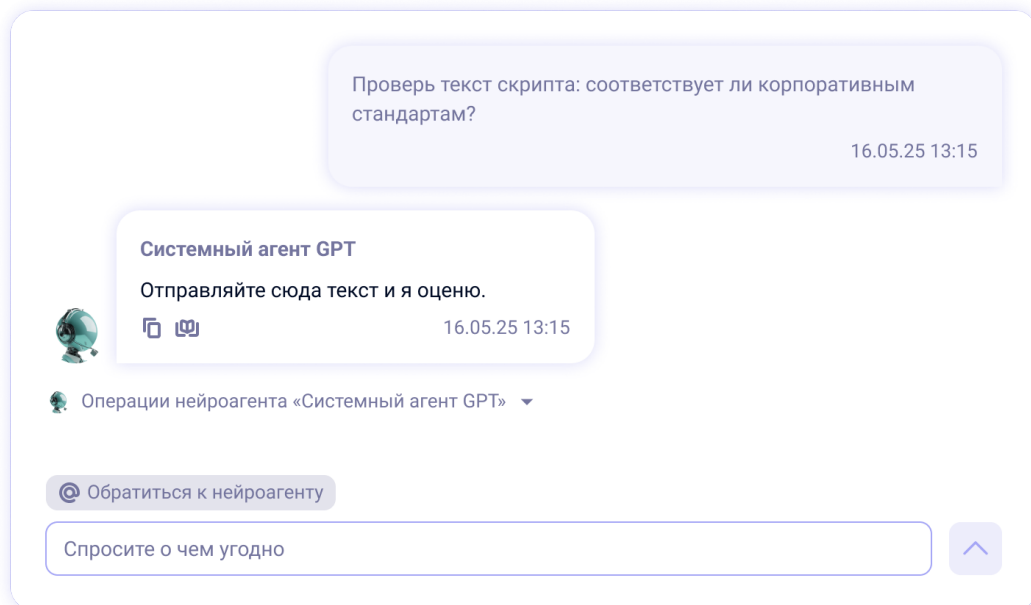 Проверь текст скрипта: соответствует ли корпоративным
стандартам?
16.05.25 13:15
Системный агент GPT
Отправляйте сюда текст и я оценю.
16.05.25 13:15
Операции нейроагента «Системный агент GPT»
@ Обратиться к нейроагенту
Спросите о чем угодно